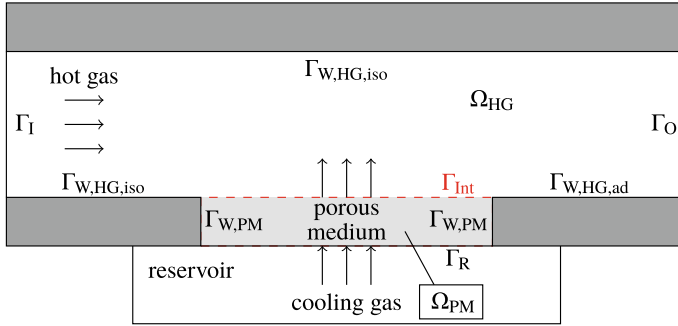 Γ_W,HG,iso
hot gas
Ω_HG
Γ_I
Γ_O
Γ_W,HG,iso
Γ_Int
Γ_W,HG,ad
Γ_W,PM
porous
medium
Γ_W,PM
Γ_R
reservoir
cooling gas
Ω_PM